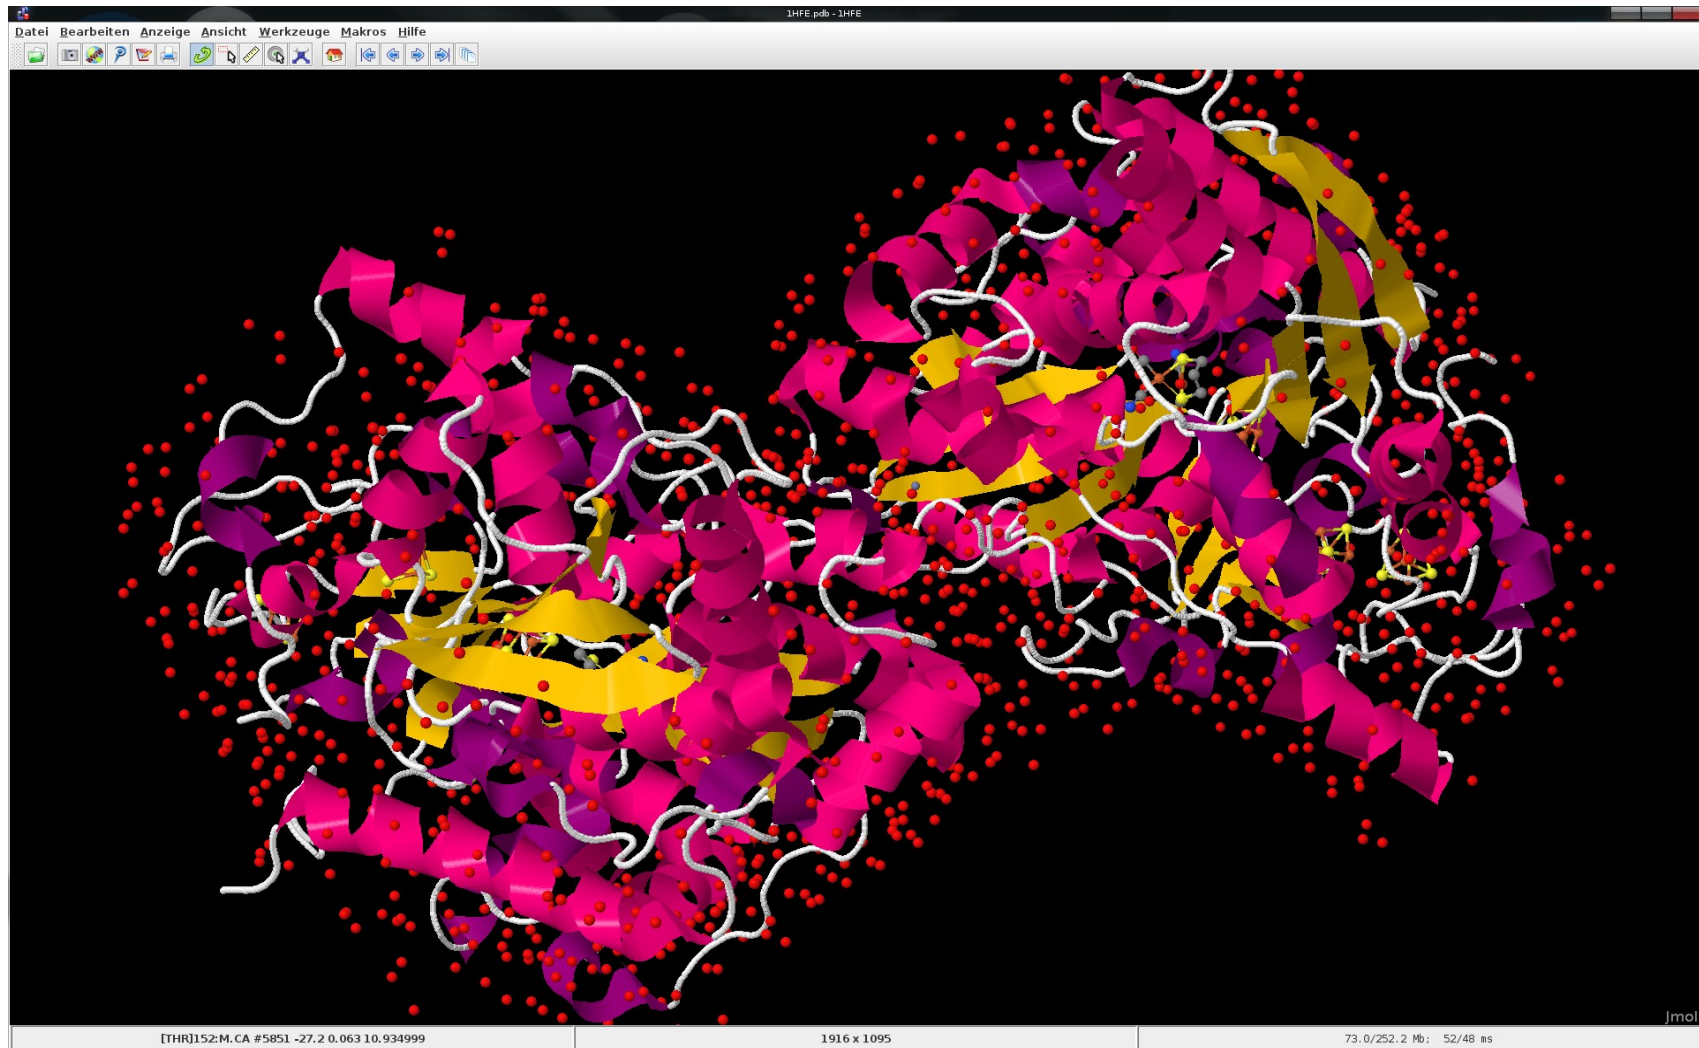 1HFE.pdb - 1HFE
Datei Bearbeiten Anzeige Ansicht Werkzeuge Makros Hilfe
Jmol
[THR]152:M.CA #5851 -27.2 0.063 10.934999 1916 x 1095 73.0/252.2 Mb; 52/48 ms